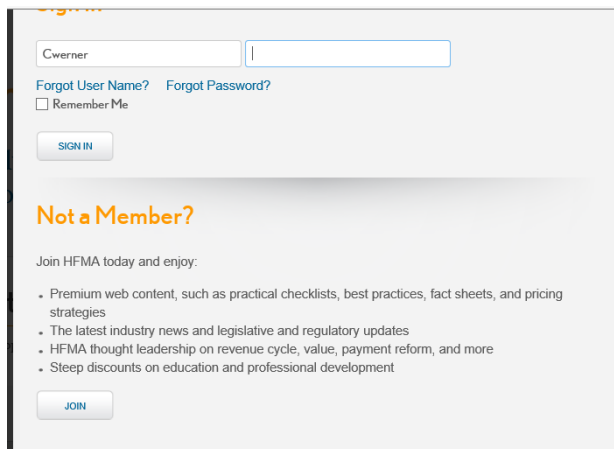 Sign In
Cwerner
Forgot User Name? Forgot Password?
Remember Me
SIGN IN
Not a Member?
Join HFMA today and enjoy:
• Premium web content, such as practical checklists, best practices, fact sheets, and pricing
strategies
• The latest industry news and legislative and regulatory updates
• HFMA thought leadership on revenue cycle, value, payment reform, and more
• Steep discounts on education and professional development
JOIN